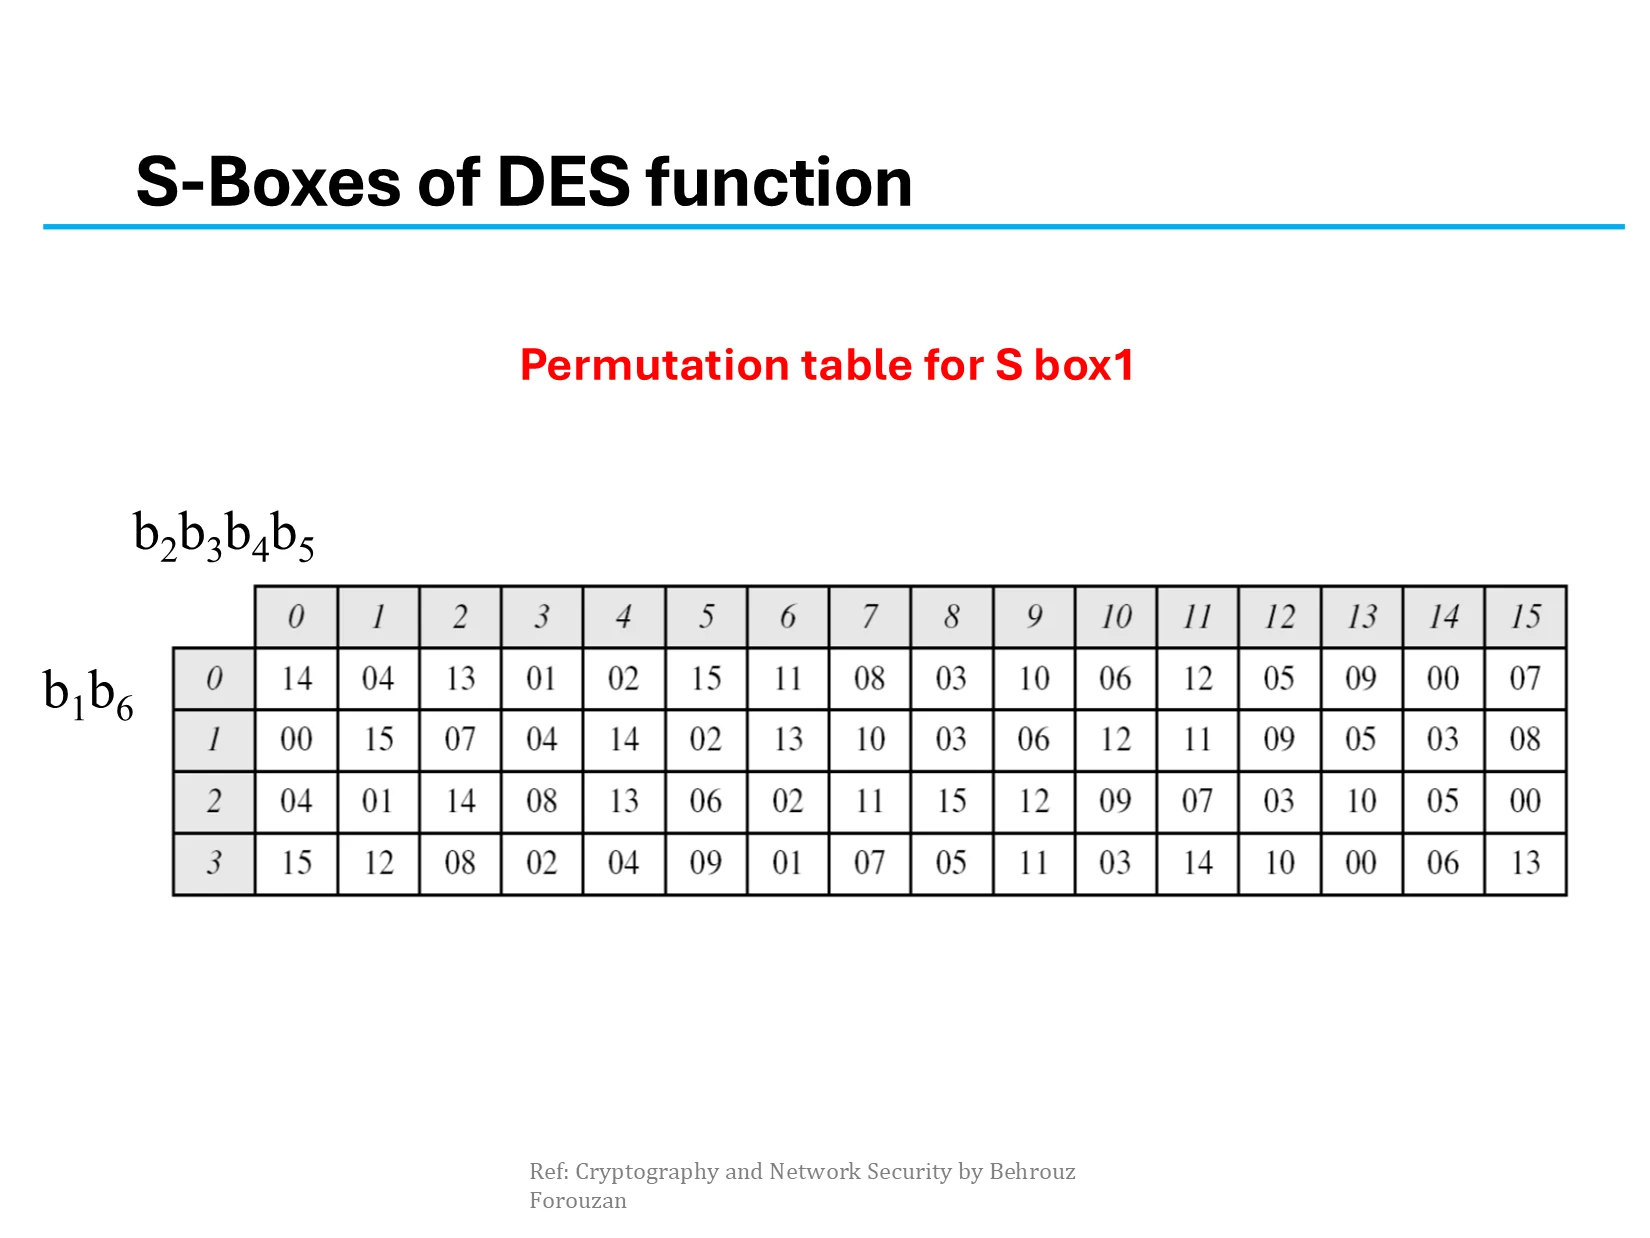 S-Boxes of DES function
Permutation table for S box1
b₂b₃b₄b₅
0 1 2 3 4 5 6 7 8 9 10 11 12 13 14 15
b₁b₆
0 14 04 13 01 02 15 11 08 03 10 06 12 05 09 00 07
1 00 15 07 04 14 02 13 10 03 06 12 11 09 05 03 08
2 04 01 14 08 13 06 02 11 15 12 09 07 03 10 05 00
3 15 12 08 02 04 09 01 07 05 11 03 14 10 00 06 13
Ref: Cryptography and Network Security by Behrouz
Forouzan